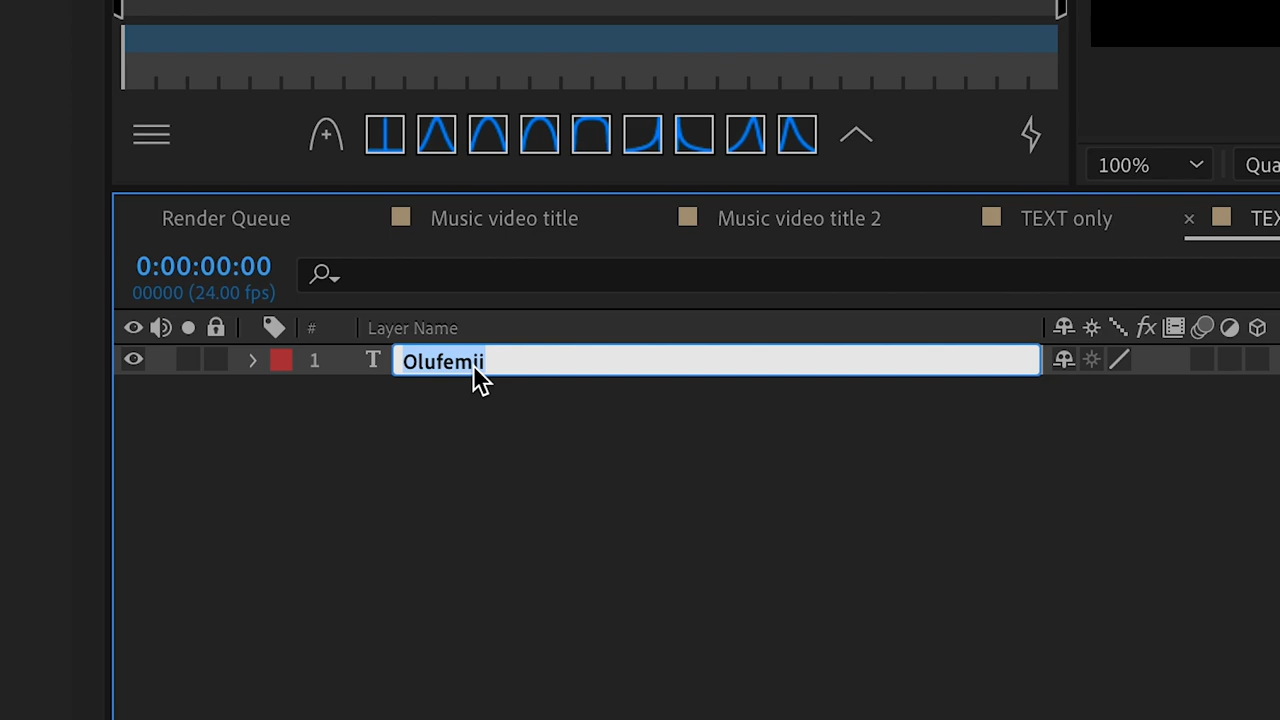 100%
Qua
Render Queue
Music video title
Music video title 2
TEXT only
×
TEX
0:00:00:00
00000 (24.00 fps)
#
Layer Name
fx
1
T
Olufemii